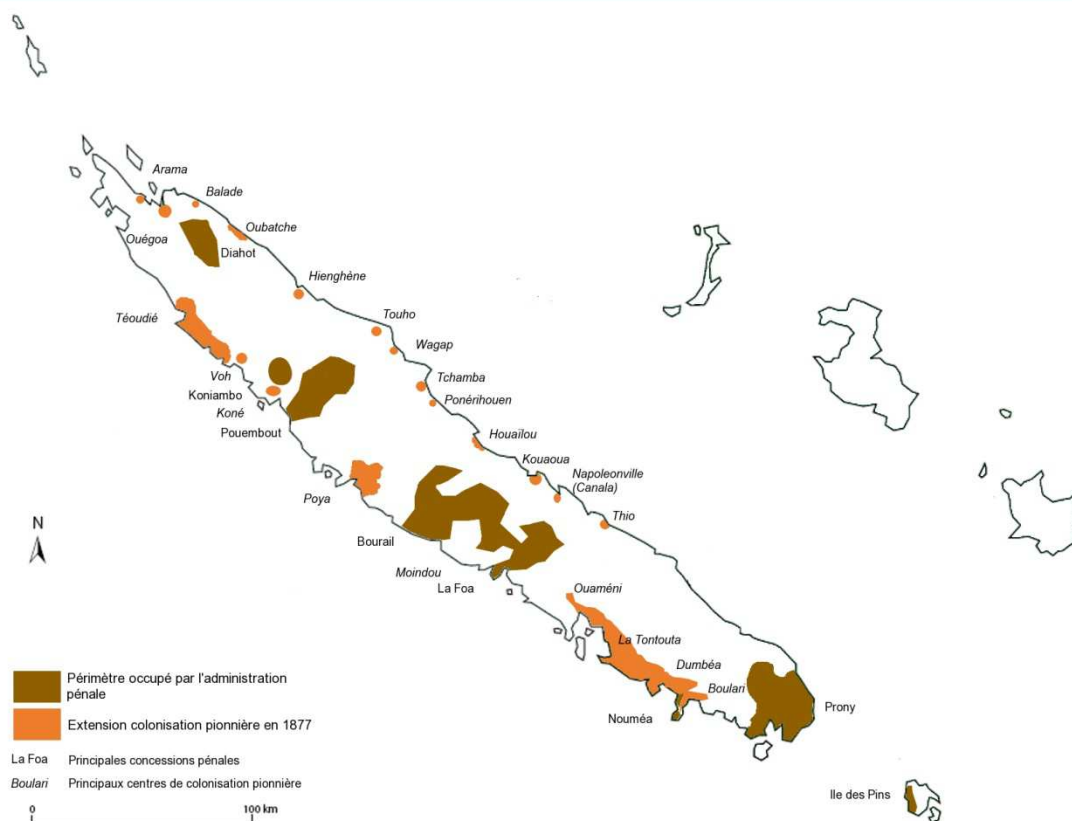 Arama
Balade
Oubatche
Ouégoa
Diahot
Hienghène
Téoudié
Touho
Wagap
Voh
Tchamba
Koniambo
Ponérihouen
Koné
Pouembout
Houaïlou
Kouaoua
Napoleonville
(Canala)
Poya
Thio
N
Bourail
Moindou
La Foa
Ouaméni
La Tontouta
Dumbéa
Boulari
Nouméa
Prony
Ile des Pins
Périmètre occupé par l'administration
pénale
Extension colonisation pionnière en 1877
La Foa Principales concessions pénales
Boulari Principaux centres de colonisation pionnière
0 100 km